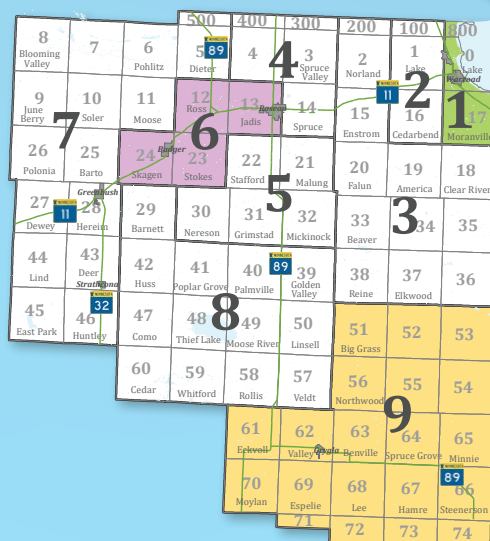 500 400 300 200 100 800
8 7 6 5 4 3 2 1 0
Blooming Valley
Pohlitz
Dieter
MINNESOTA 89
4
Spruce Valley
Norland
Lake
Lake
Warroad
2
9 10 11 12 13 14 15 16 17
June Berry
Soler
Moose
Ross
Jadis
Roseau
Spruce
Enstrom
MINNESOTA 11
Cedarbend
Moranville
1
7
6
26 25 24 23 22 21 20 19 18
Polonia
Barto
Badger
Skagen
Stokes
Stafford
Malung
Falun
America
Clear River
5
27 28 29 30 31 32 33 34 35
Dewey
MINNESOTA 11
Greenbush
Hereim
Barnett
Nereson
Grimstad
Mickinock
Beaver
3
44 43 42 41 40 39 38 37 36
Lind
Deer
Strathcona
Huss
Poplar Grove
Palmville
MINNESOTA 89
Golden Valley
Reine
Elkwood
45 46 47 48 49 50 51 52 53
East Park
Huntley
MINNESOTA 32
Como
Thief Lake
Moose River
Linsell
Big Grass
8
60 59 58 57 56 55 54
Cedar
Whitford
Rollis
Veldt
Northwood
9
61 62 63 64 65
Eckvoll
Valley
Grygla
Benville
Spruce Grove
Minnie
70 69 68 67 66
Moylan
Espelie
Lee
Hamre
MINNESOTA 89
Steenerson
71 72 73 74